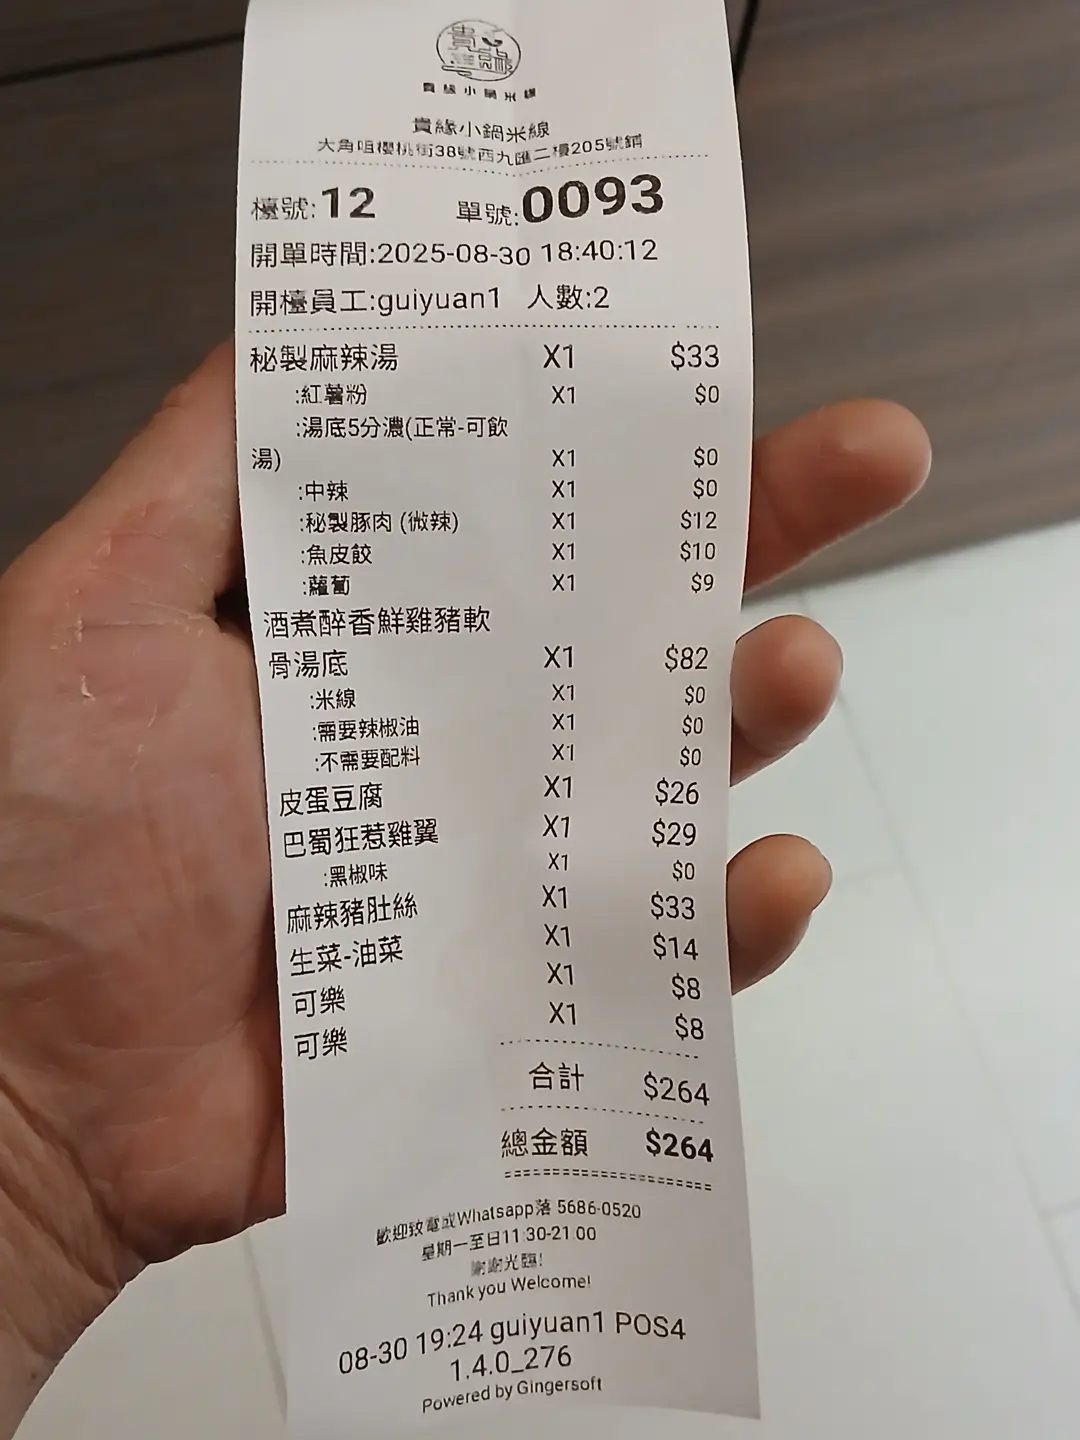 貴緣小鍋米線
貴緣小鍋米線
大角咀櫻桃街38號西九匯二樓205號鋪
檯號:12 單號:0093
開單時間:2025-08-30 18:40:12
開檯員工:guiyuan1 人數:2
秘製麻辣湯 X1 $33
:紅薯粉 X1 $0
:湯底5分濃(正常-可飲
湯) X1 $0
:中辣 X1 $0
:秘製豚肉 (微辣) X1 $12
:魚皮餃 X1 $10
:蘿蔔 X1 $9
酒煮醉香鮮雞豬軟
骨湯底 X1 $82
:米線 X1 $0
:需要辣椒油 X1 $0
:不需要配料 X1 $0
皮蛋豆腐 X1 $26
巴蜀狂惹雞翼 X1 $29
:黑椒味 X1 $0
麻辣豬肚絲 X1 $33
生菜-油菜 X1 $14
可樂 X1 $8
可樂 X1 $8
合計 $264
總金額 $264
歡迎致電或Whatsapp落 5686-0520
星期一至日11:30-21:00
謝謝光臨!
Thank you Welcome!
08-30 19:24 guiyuan1 POS4
1.4.0_276
Powered by Gingersoft